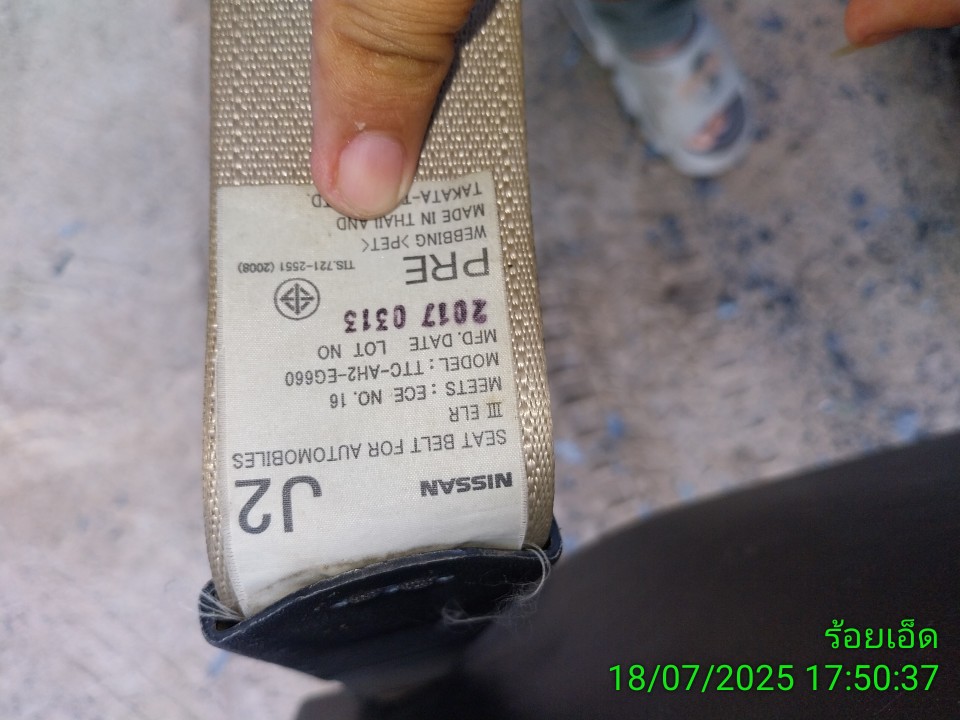 NISSAN J2
SEAT BELT FOR AUTOMOBILES
III ELR
MEETS : ECE NO. 16
MODEL : TTC-AH2-EG660
MFD. DATE LOT NO
2017 0313
PRE TIS.721-2551 (2008)
WEBBING >PET<
MADE IN THAILAND
TAKATA-T
ร้อยเอ็ด
18/07/2025 17:50:37